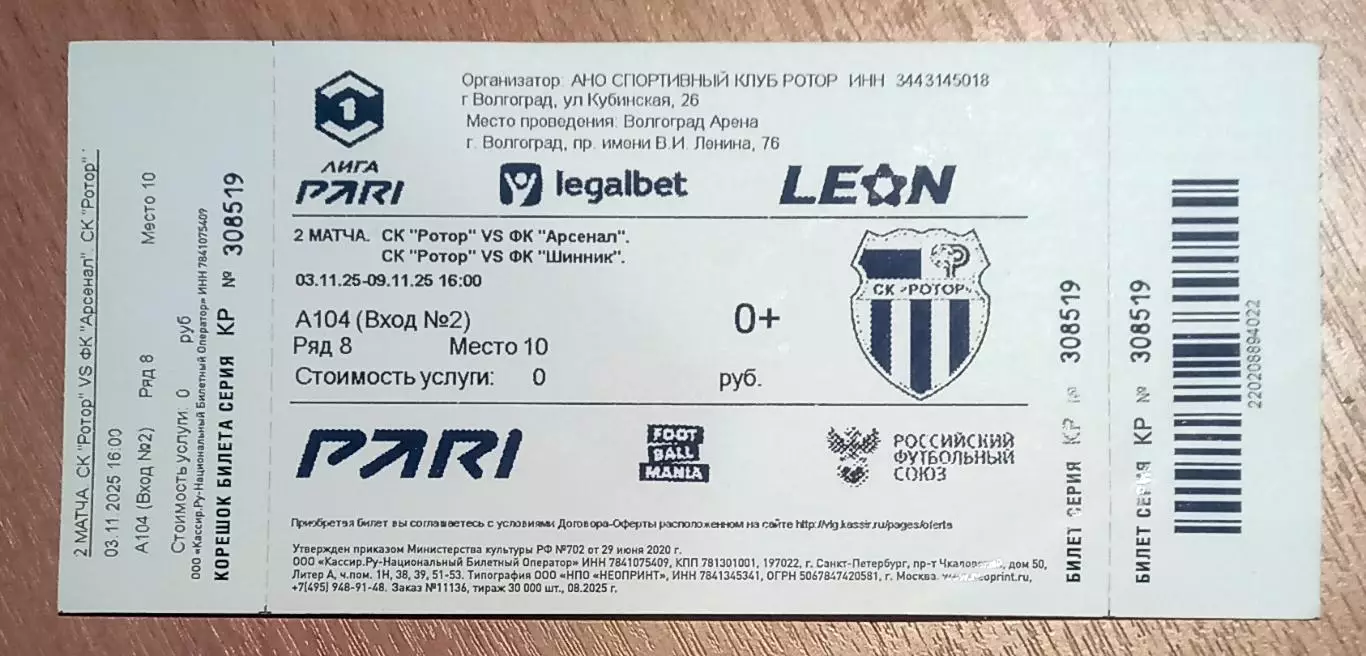 2 МАТЧА. СК "Ротор" VS ФК "Арсенал". СК "Ротор".
03.11.2025 16:00
А104 (Вход №2) Ряд 8 Место 10
Стоимость услуги: 0 руб
ООО «Кассир.Ру-Национальный Билетный Оператор» ИНН 7841075409
КОРЕШОК БИЛЕТА СЕРИЯ КР № 308519
1
ЛИГА
PARI
Организатор: АНО СПОРТИВНЫЙ КЛУБ РОТОР ИНН 3443145018
г Волгоград, ул Кубинская, 26
Место проведения: Волгоград Арена
г. Волгоград, пр. имени В.И. Ленина, 76
legalbet
LEON
2 МАТЧА. СК "Ротор" VS ФК "Арсенал".
СК "Ротор" VS ФК "Шинник".
03.11.25-09.11.25 16:00
А104 (Вход №2)
Ряд 8 Место 10
Стоимость услуги: 0 руб.
0+
СК «РОТОР»
PARI
FOOT
BALL
MANIA
РОССИЙСКИЙ
ФУТБОЛЬНЫЙ
СОЮЗ
Приобретая Билет вы соглашаетесь с условиями Договора-Оферты расположенном на сайте http://vlg.kassir.ru/pages/oferta
Утвержден приказом Министерства культуры РФ №702 от 29 июня 2020 г.
ООО «Кассир.Ру-Национальный Билетный Оператор» ИНН 7841075409, КПП 781301001, 197022, г. Санкт-Петербург, пр-т дом 50,
Литер А, ч.пом. 1Н, 38, 39, 51-53. Типография ООО «НПО «НЕОПРИНТ», ИНН 7841345341, ОГРН 5067847420581, г. Москва.
+7(495) 948-91-48. Заказ №11136, тираж 30 000 шт., 08.2025 г.
БИЛЕТ СЕРИЯ КР № 308519
БИЛЕТ СЕРИЯ КР № 308519
220208894022